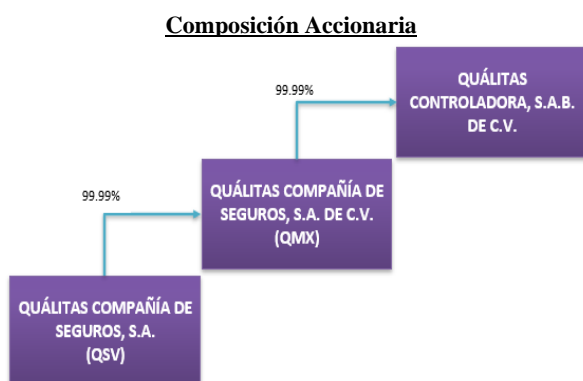 Composición Accionaria
QUÁLITAS
CONTROLADORA, S.A.B.
DE C.V.
99.99%
QUÁLITAS COMPAÑÍA DE
SEGUROS, S.A. DE C.V.
(QMX)
99.99%
QUÁLITAS COMPAÑÍA DE
SEGUROS, S.A.
(QSV)